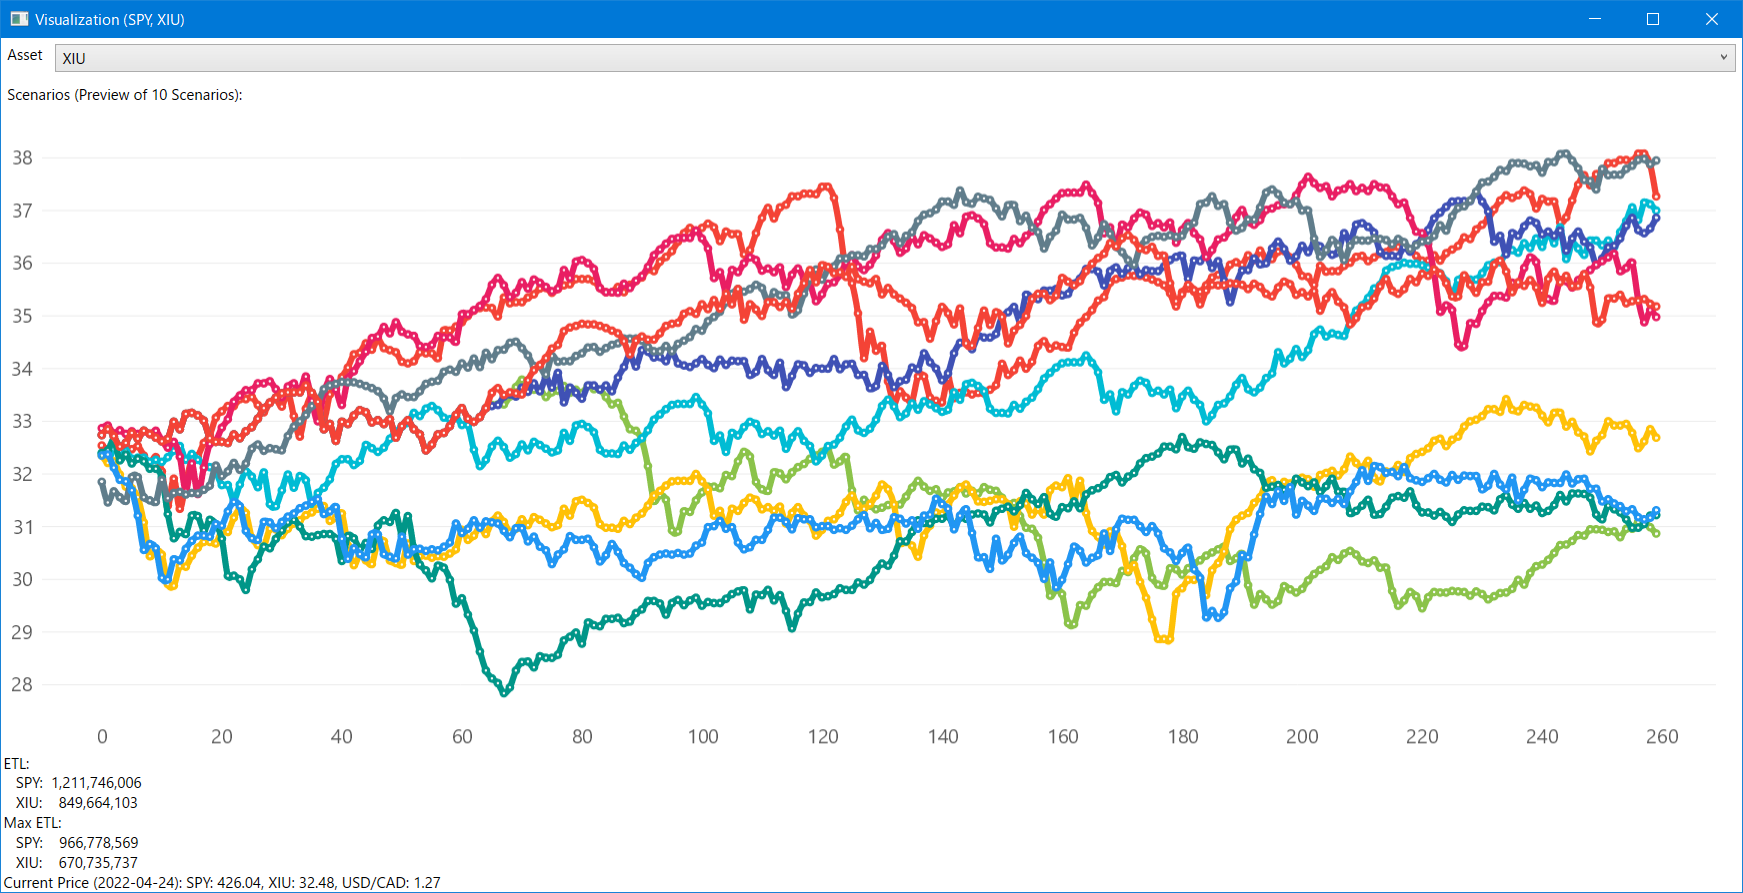 Visualization (SPY, XIU)
Asset XIU
Scenarios (Preview of 10 Scenarios):
38
37
36
35
34
33
32
31
30
29
28
0 20 40 60 80 100 120 140 160 180 200 220 240 260
ETL:
SPY: 1,211,746,006
XIU: 849,664,103
Max ETL:
SPY: 966,778,569
XIU: 670,735,737
Current Price (2022-04-24): SPY: 426.04, XIU: 32.48, USD/CAD: 1.27